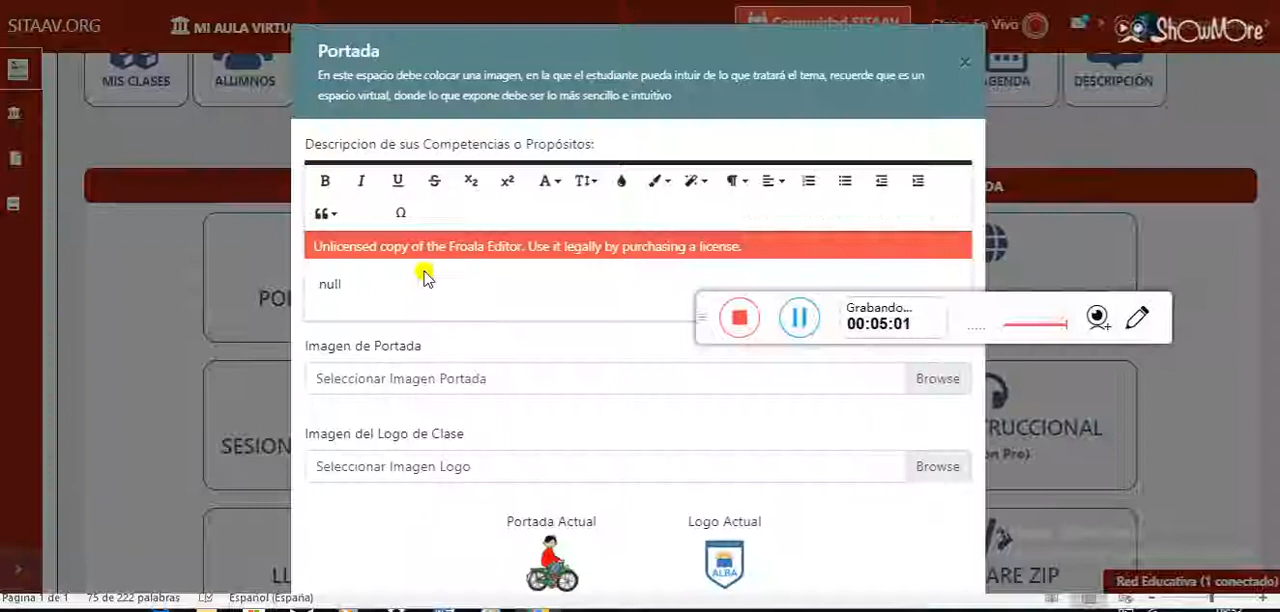 SITAAV.ORG
MI AULA VIRTU
Comunidad SITAAV
Clases En Vivo
ShowMore
MIS CLASES
ALUMNOS
AGENDA
DESCRIPCIÓN
Portada
En este espacio debe colocar una imagen, en la que el estudiante pueda intuir de lo que tratará el tema, recuerde que es un
espacio virtual, donde lo que expone debe ser lo más sencillo e intuitivo
Descripcion de sus Competencias o Propósitos:
Unlicensed copy of the Froala Editor. Use it legally by purchasing a license.
null
Grabando...
00:05:01
Imagen de Portada
Seleccionar Imagen Portada
Browse
Imagen del Logo de Clase
Seleccionar Imagen Logo
Browse
Portada Actual
Logo Actual
ALBA
DA
PO
SESION
RUCCIONAL
on Pro)
LL
ARE ZIP
Red Educativa (1 conectado)
Página 1 de 1
75 de 222 palabras
Español (España)